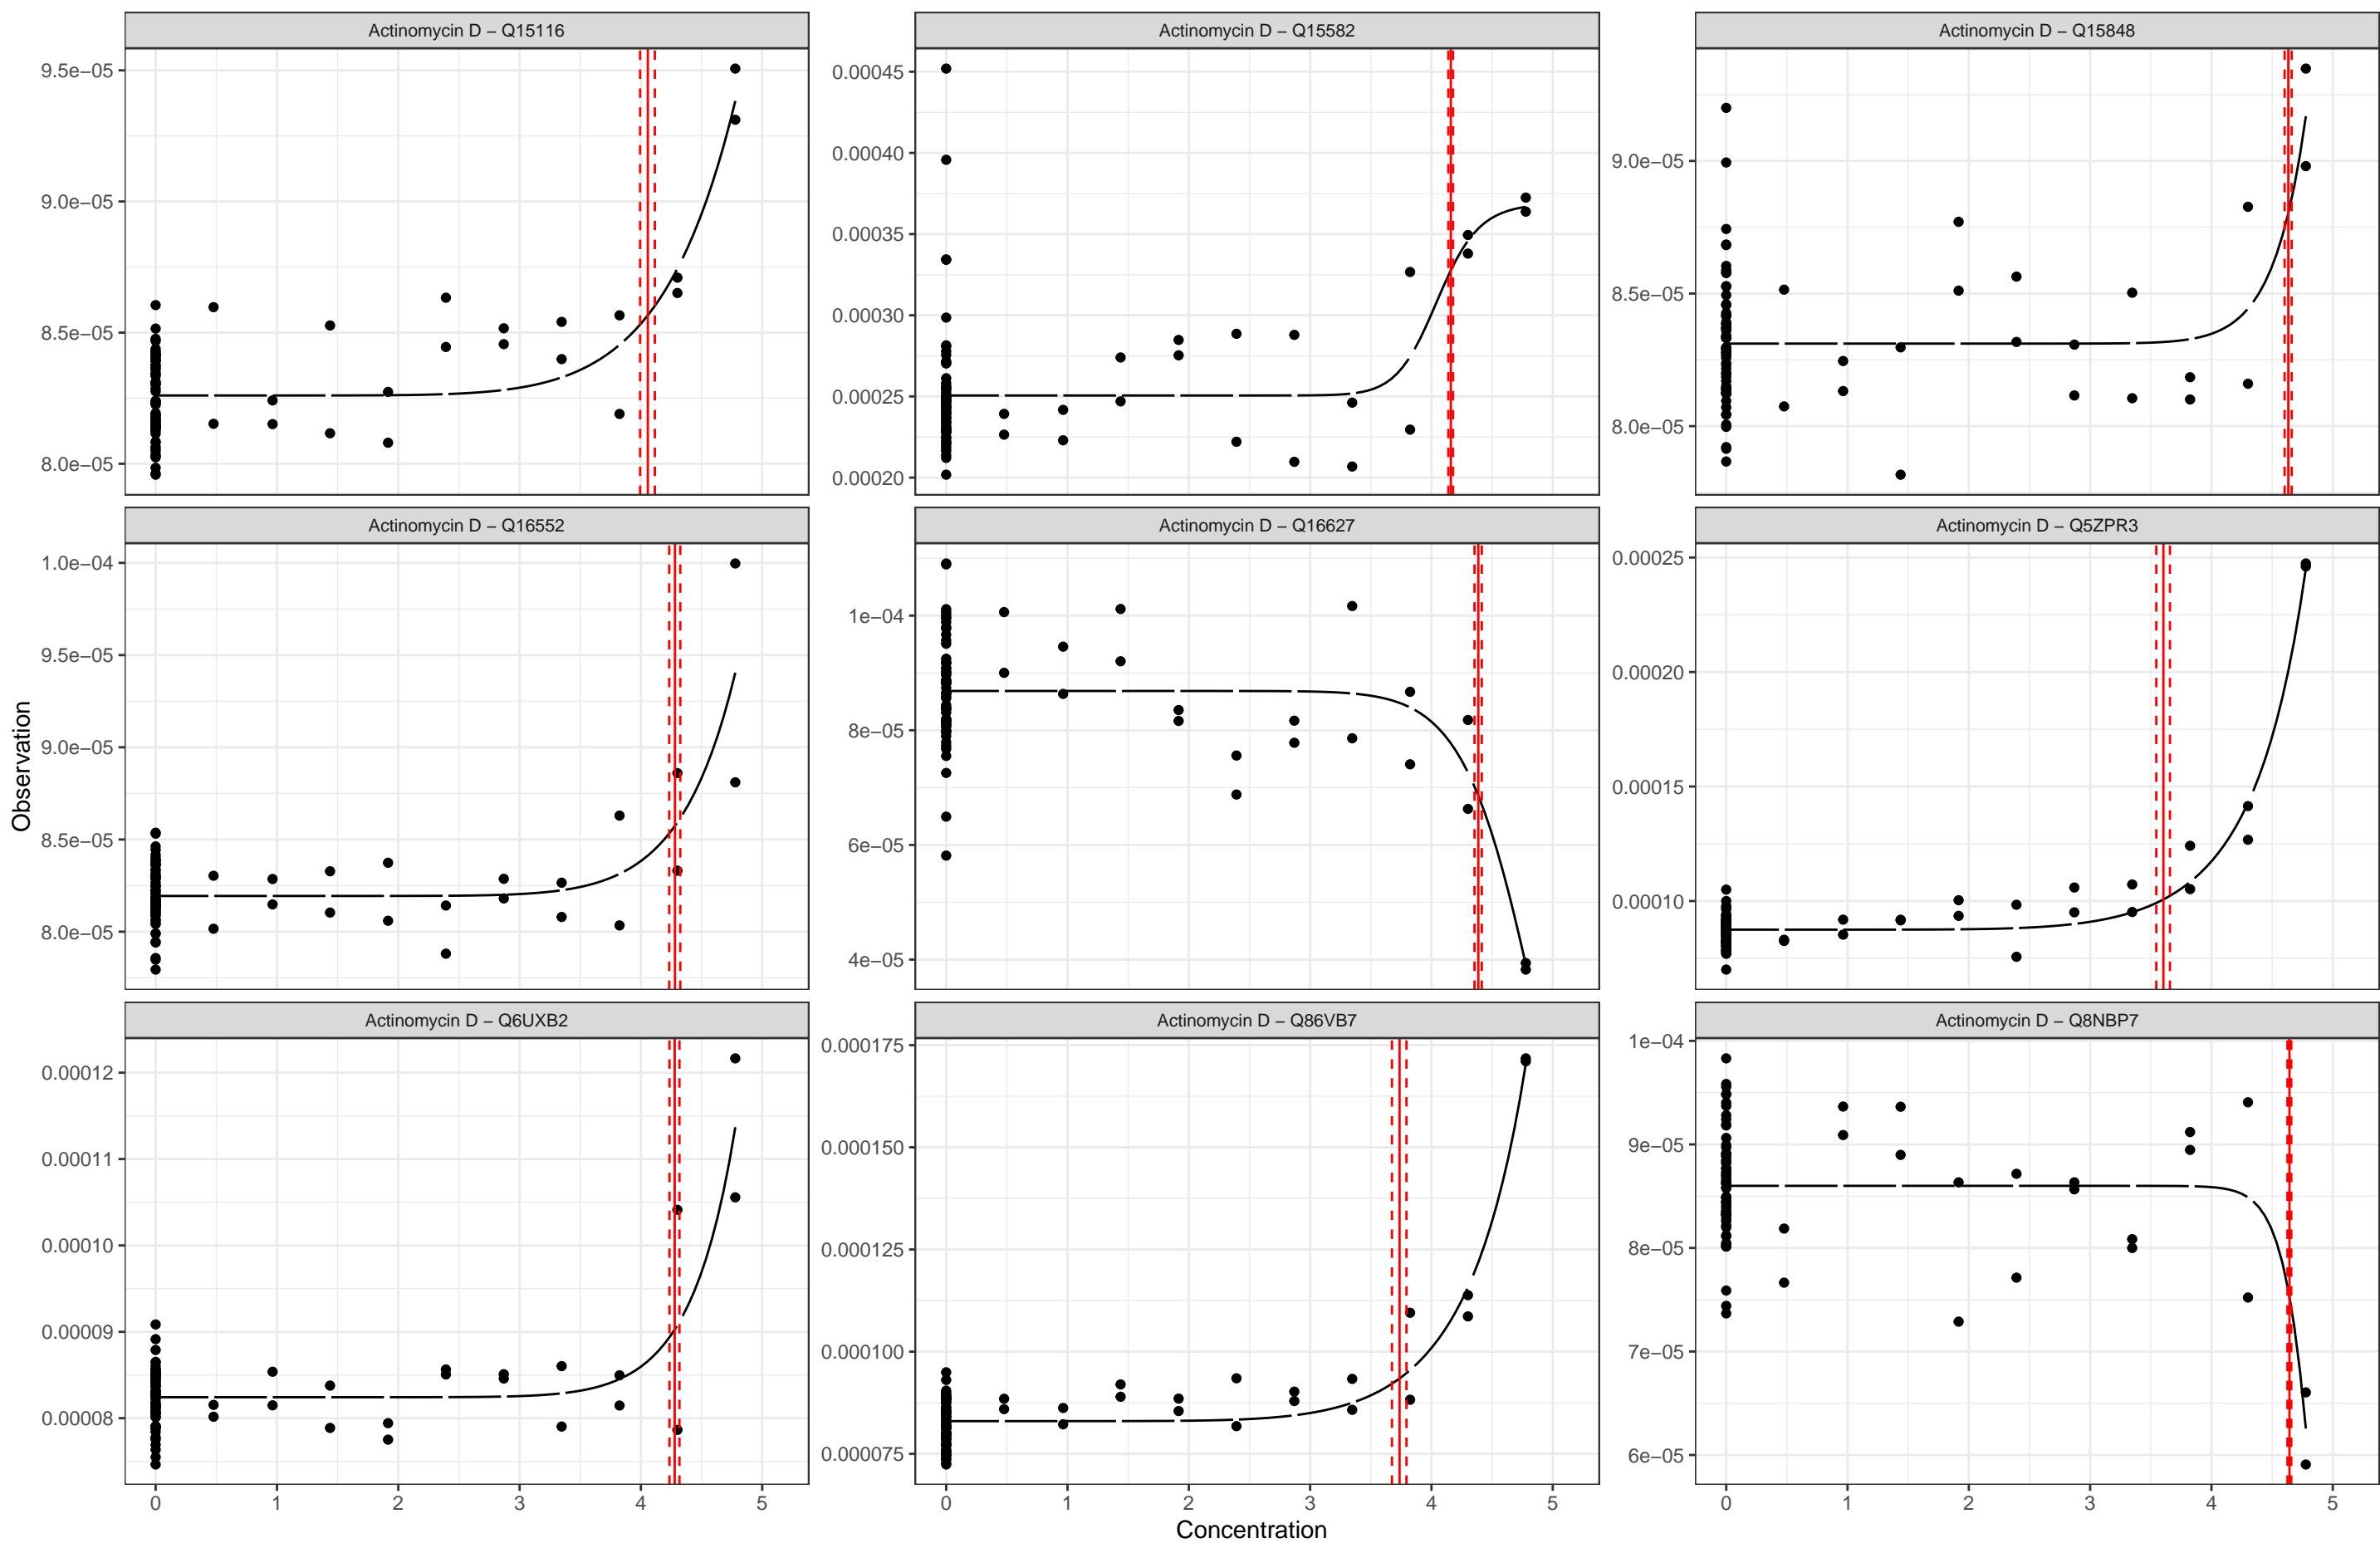 Actinomycin D – Q15116
Actinomycin D – Q15582
Actinomycin D – Q15848
9.5e−05
9.0e−05
8.5e−05
8.0e−05
0.00045
0.00040
0.00035
0.00030
0.00025
0.00020
9.0e−05
8.5e−05
8.0e−05
Actinomycin D – Q16552
Actinomycin D – Q16627
Actinomycin D – Q5ZPR3
1.0e−04
9.5e−05
9.0e−05
8.5e−05
8.0e−05
1e−04
8e−05
6e−05
4e−05
0.00025
0.00020
0.00015
0.00010
Actinomycin D – Q6UXB2
Actinomycin D – Q86VB7
Actinomycin D – Q8NBP7
0.00012
0.00011
0.00010
0.00009
0.00008
0.000175
0.000150
0.000125
0.000100
0.000075
1e−04
9e−05
8e−05
7e−05
6e−05
0 1 2 3 4 5
0 1 2 3 4 5
0 1 2 3 4 5
Observation
Concentration